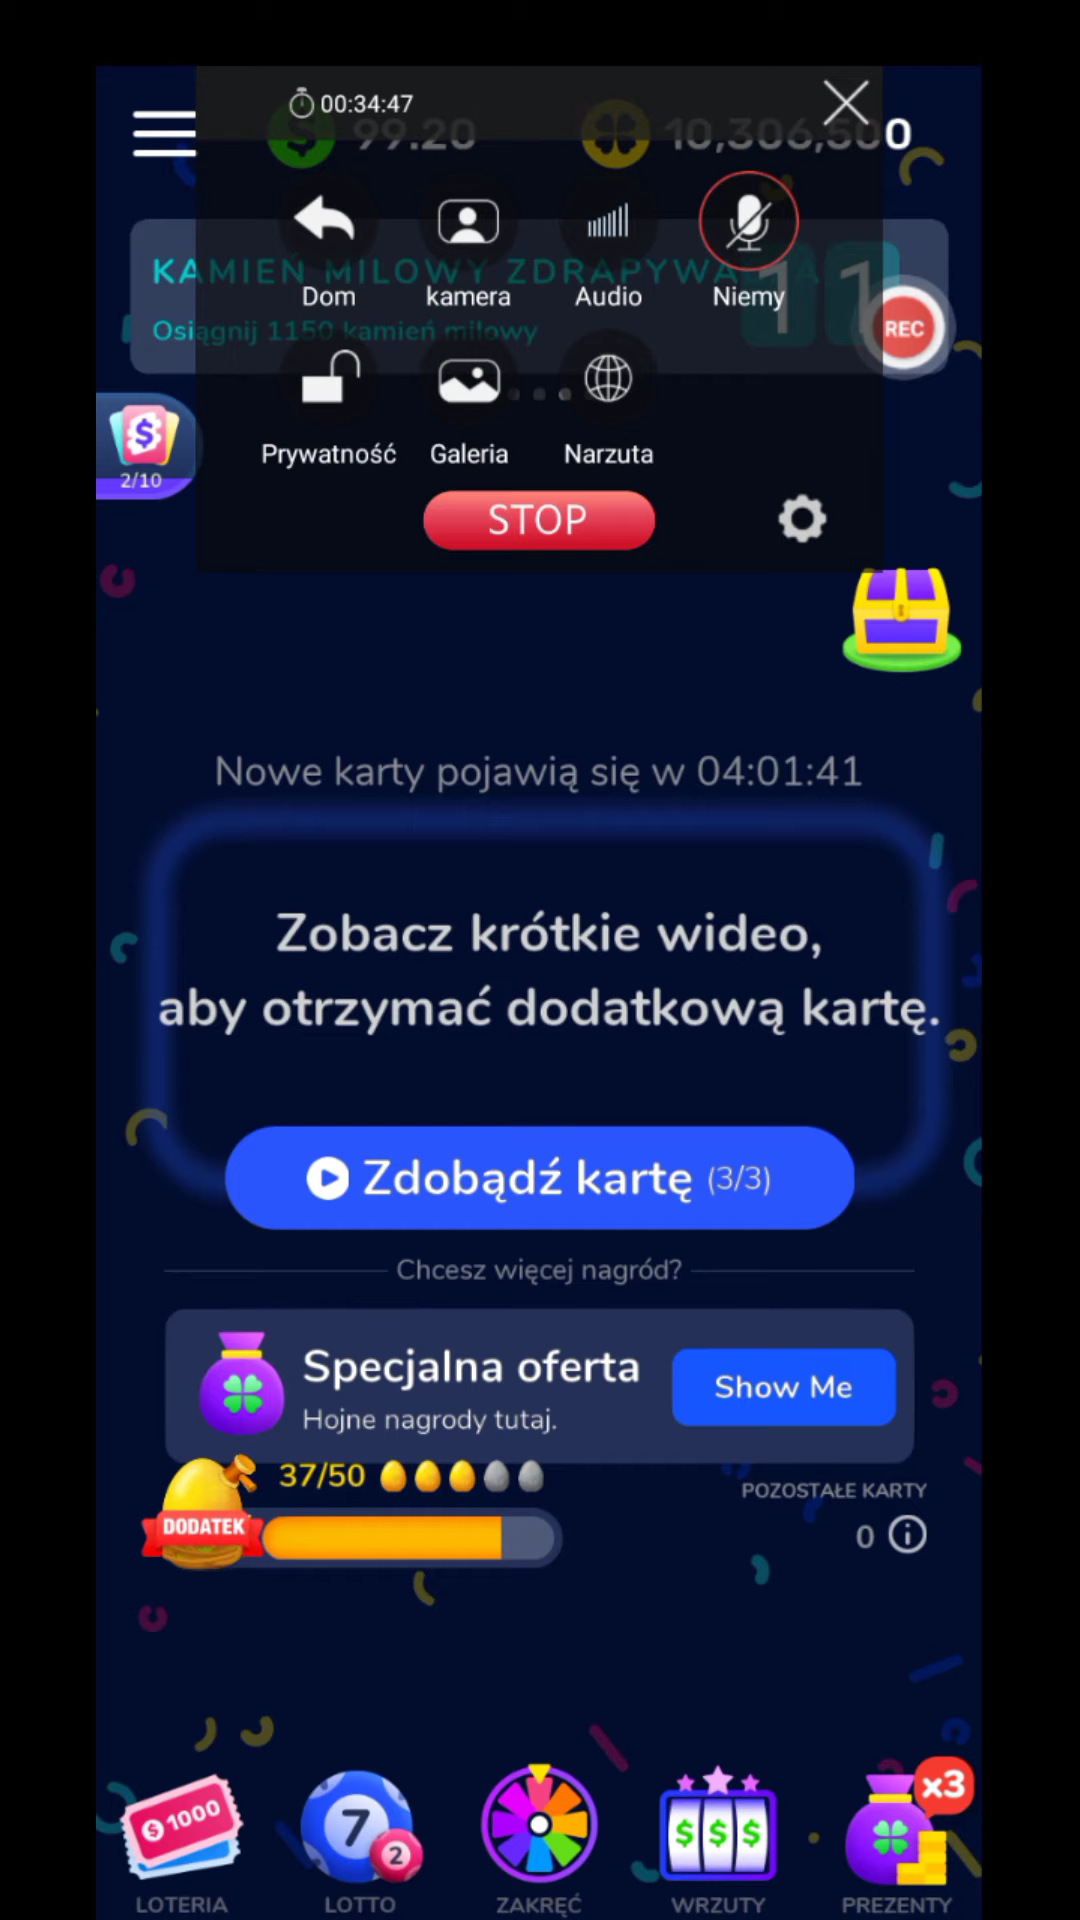 00:34:47
99.20
10,306,500
Dom
kamera
Audio
Niemy
KAMIEŃ MILOWY ZDRAPYWA
11
Osiągnij 1150 kamień milowy
REC
Prywatność
Galeria
Narzuta
2/10
STOP
Nowe karty pojawią się w 04:01:41
Zobacz krótkie wideo,
aby otrzymać dodatkową kartę.
Zdobądź kartę (3/3)
Chcesz więcej nagród?
Specjalna oferta
Hojne nagrody tutaj.
Show Me
37/50
DODATEK
POZOSTAŁE KARTY
0
$1000
7
2
$ $ $
x3
LOTERIA
LOTTO
ZAKRĘĆ
WRZUTY
PREZENTY